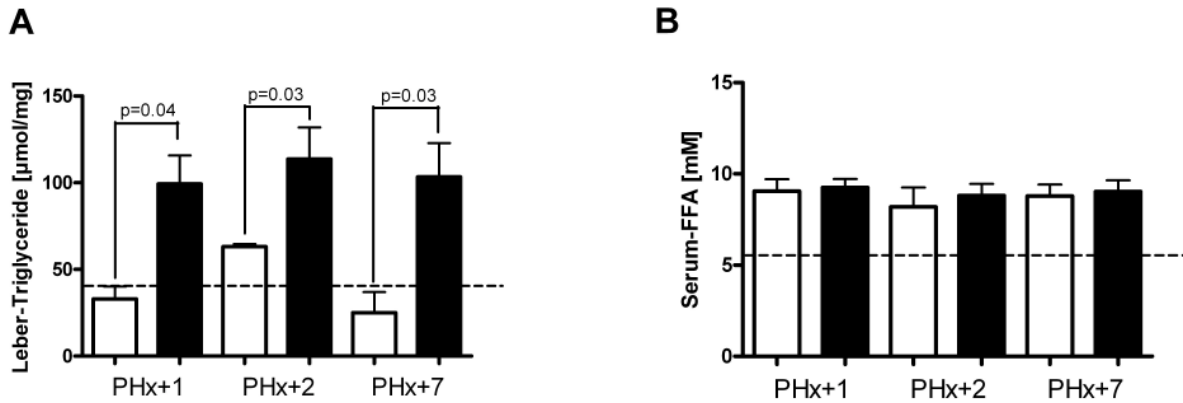 A
Leber-Triglyceride [µmol/mg]
150
100
50
0
p=0.04
p=0.03
p=0.03
PHx+1
PHx+2
PHx+7
B
Serum-FFA [mM]
15
10
5
0
PHx+1
PHx+2
PHx+7